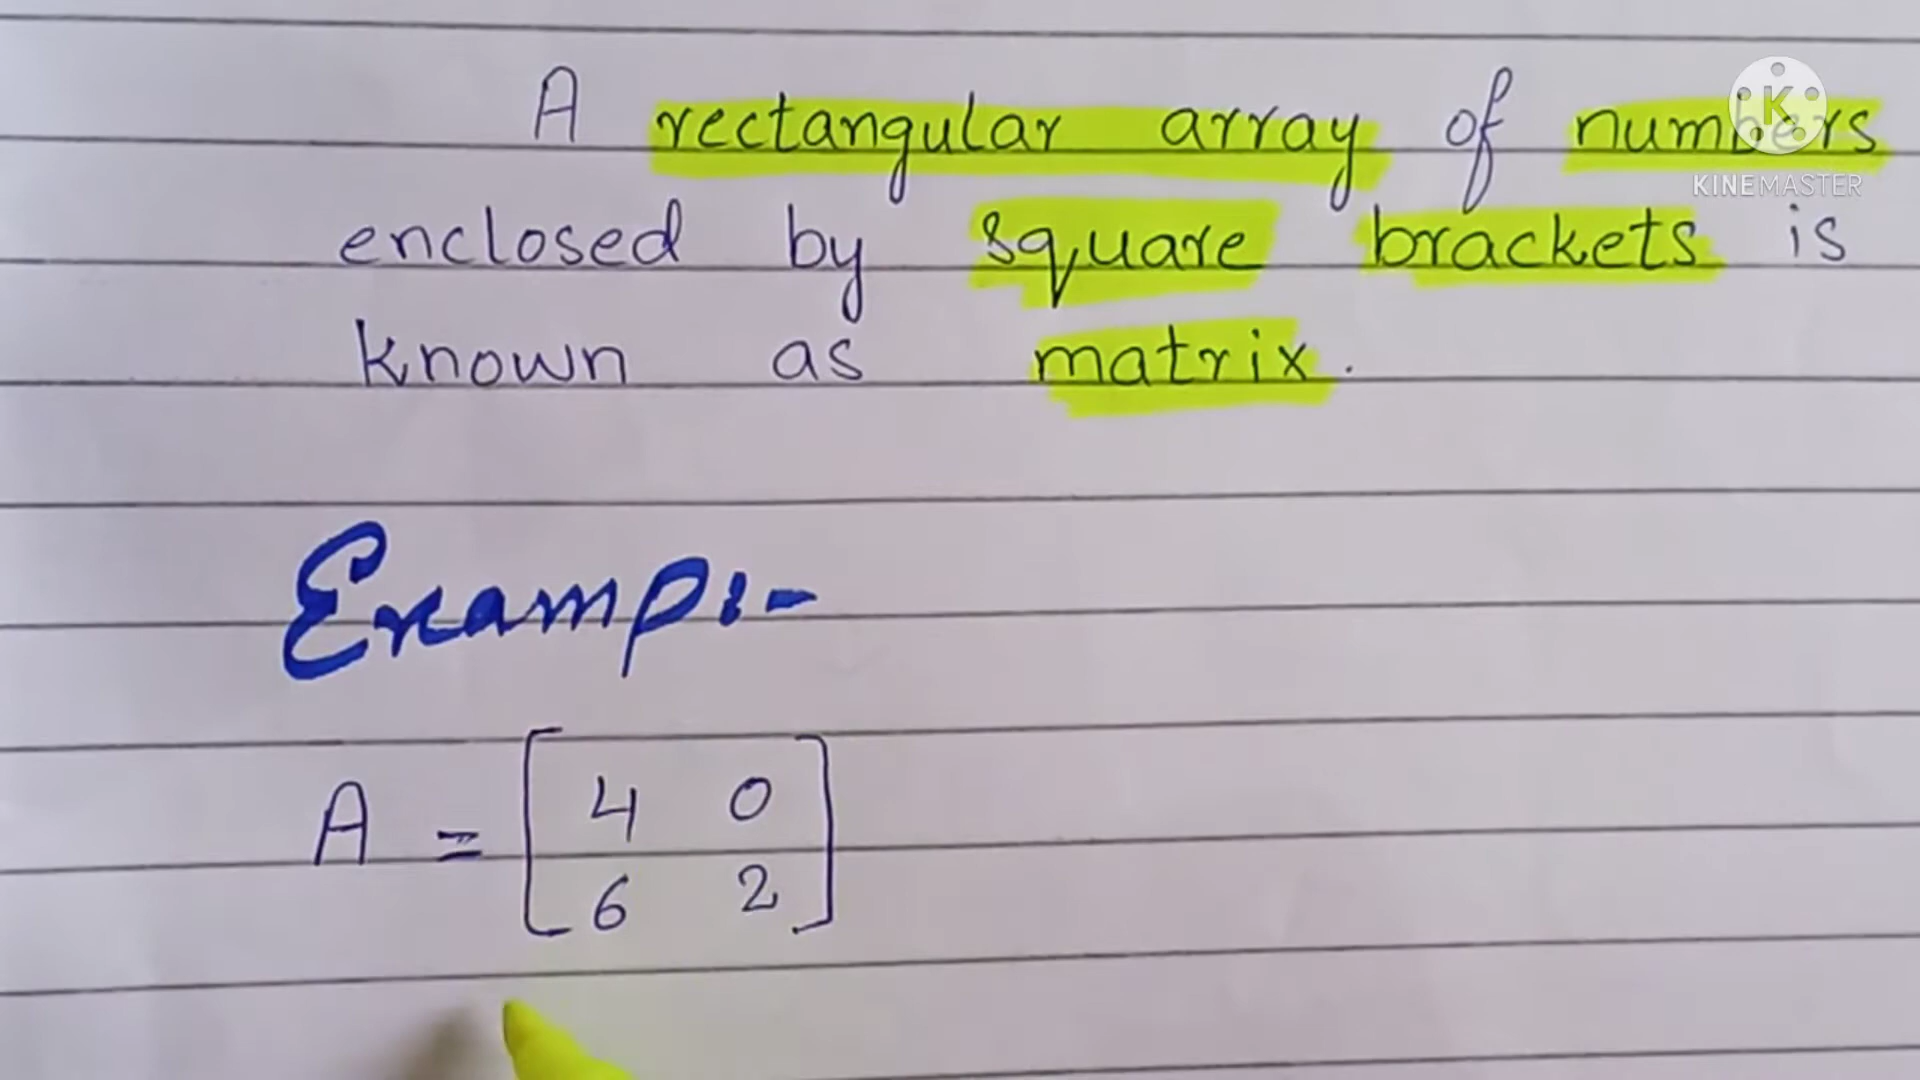 A rectangular array of numbers
K
KINEMASTER
enclosed by square brackets is
known as matrix.
Examp:-
A = [ 4 0
6 2 ]